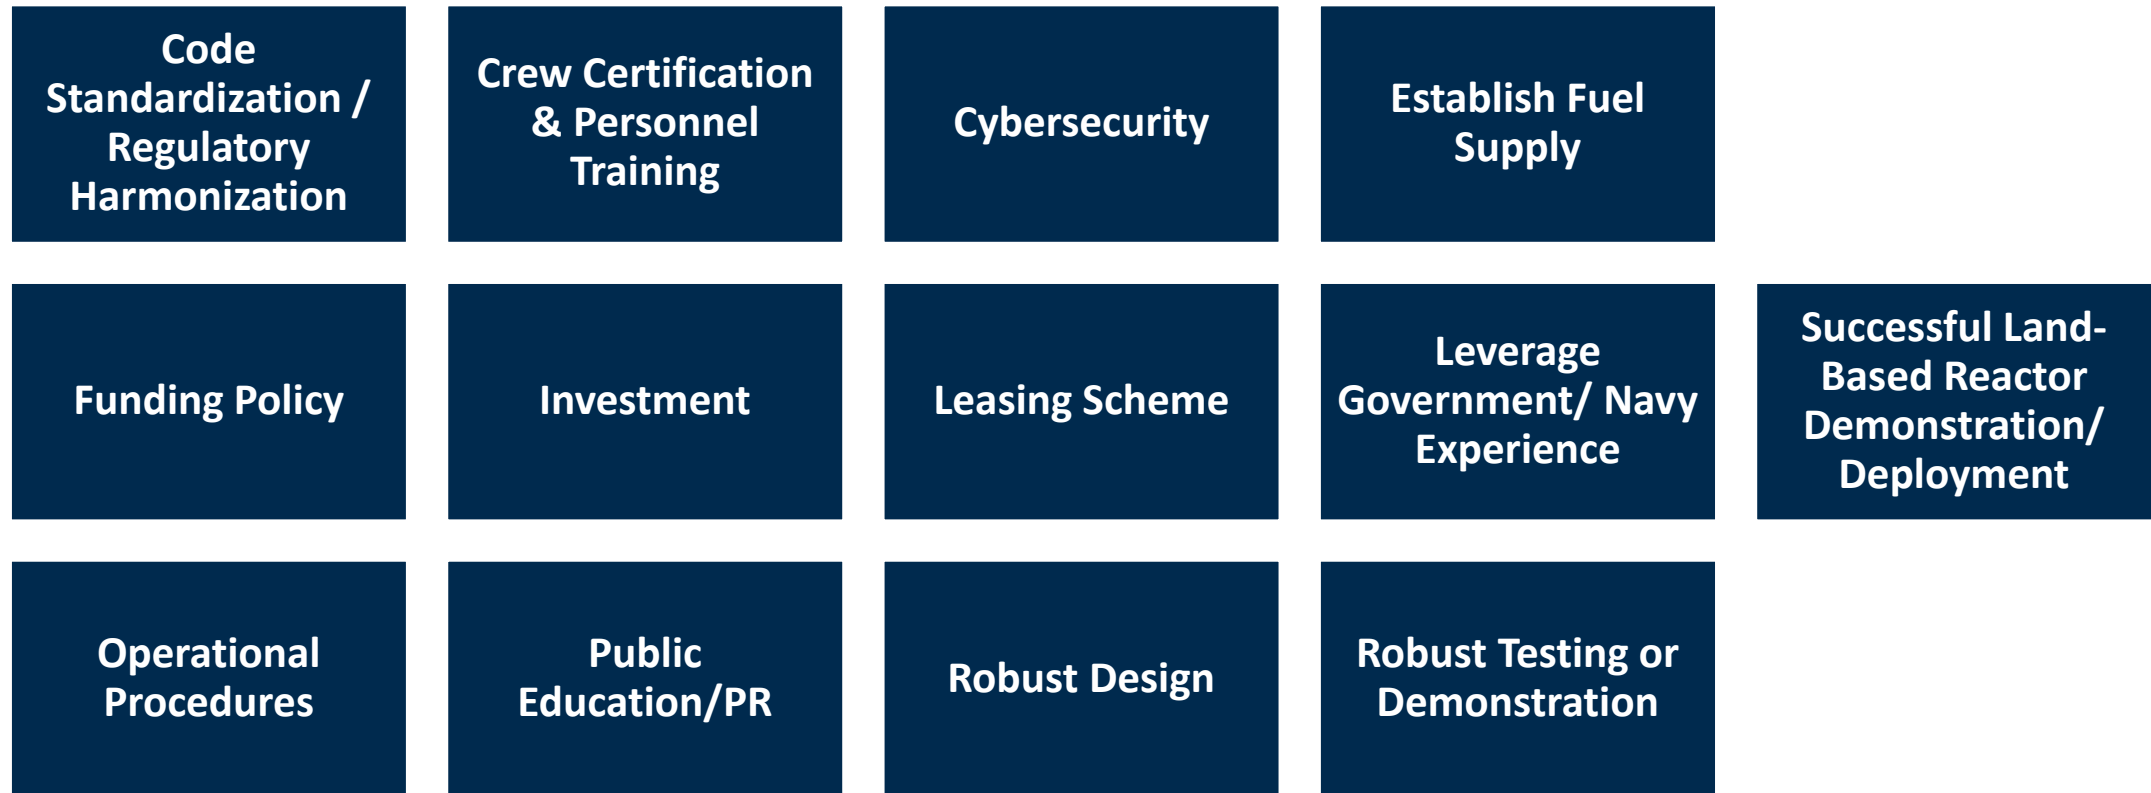 Code
Standardization /
Regulatory
Harmonization
Crew Certification
& Personnel
Training
Cybersecurity
Establish Fuel
Supply
Funding Policy
Investment
Leasing Scheme
Leverage
Government/ Navy
Experience
Successful Land-
Based Reactor
Demonstration/
Deployment
Operational
Procedures
Public
Education/PR
Robust Design
Robust Testing or
Demonstration